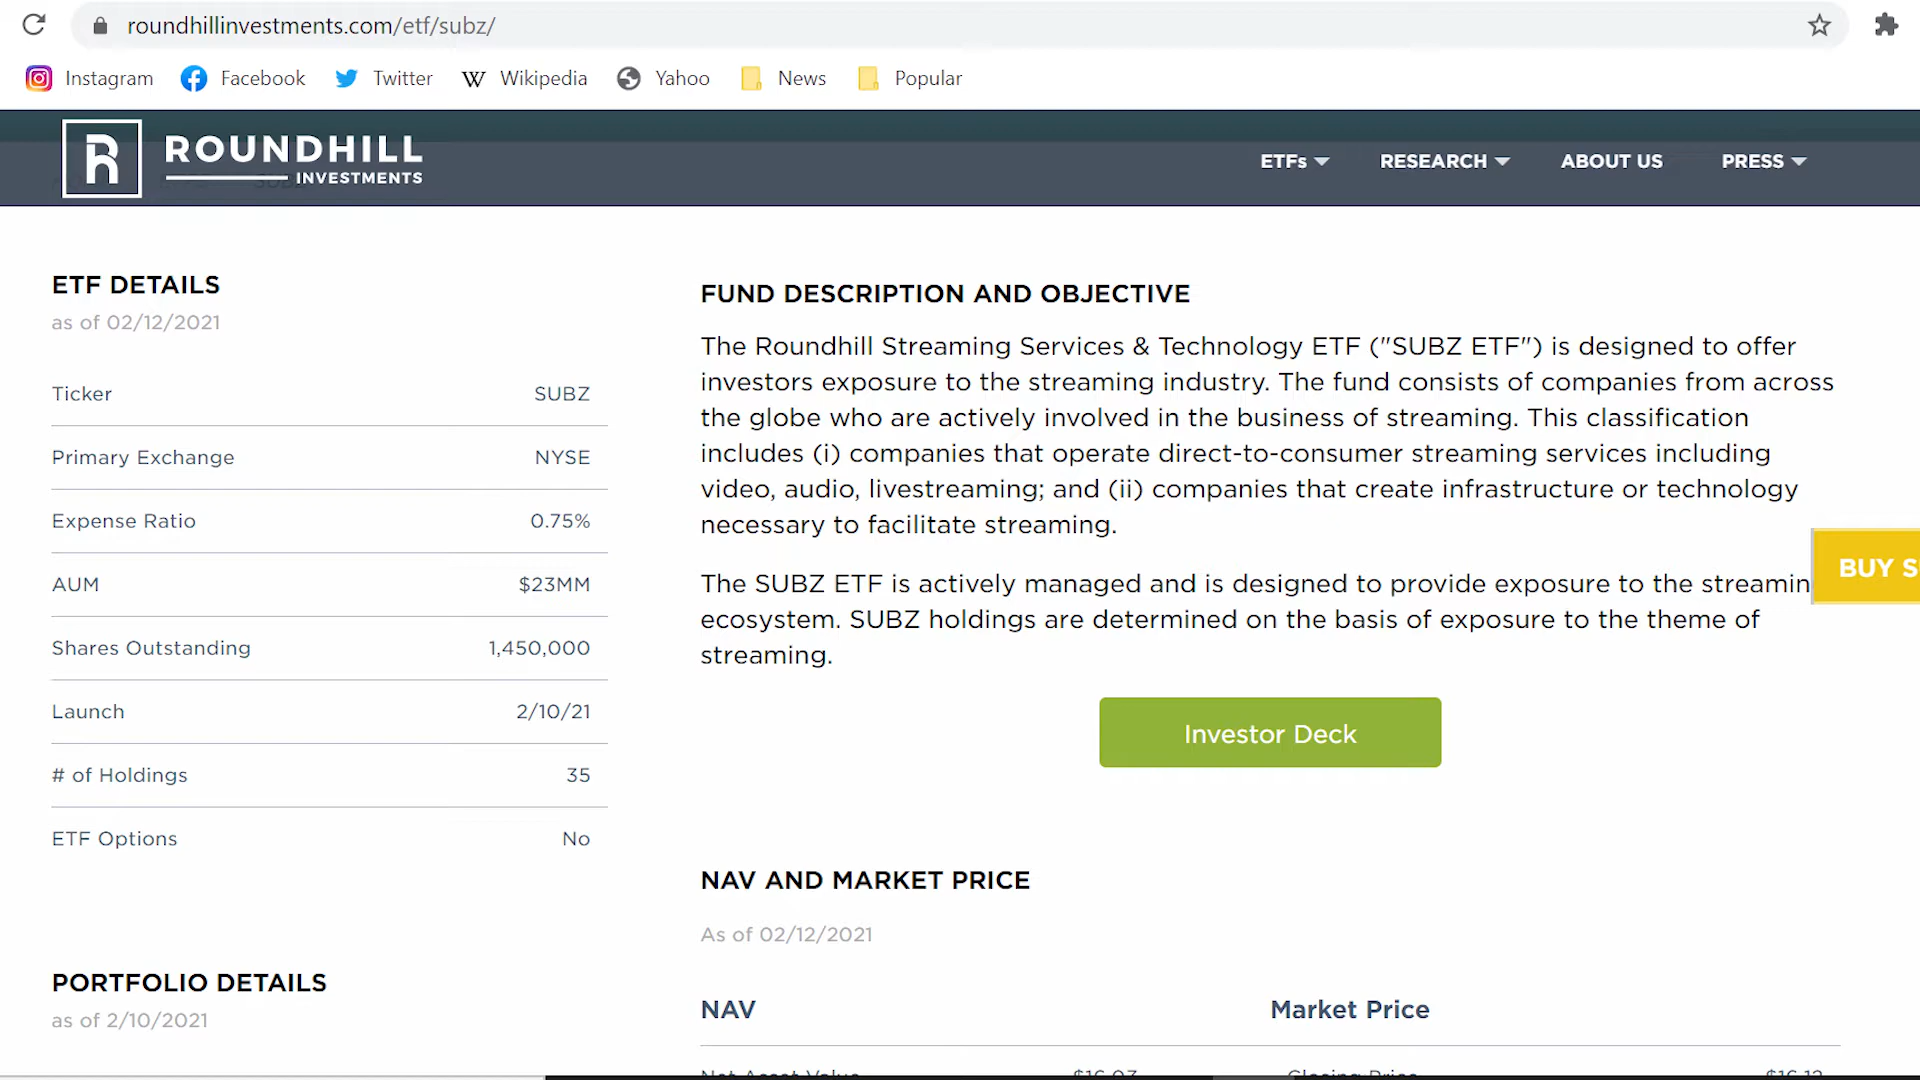 roundhillinvestments.com/etf/subz/
Instagram Facebook Twitter Wikipedia Yahoo News Popular
ROUNDHILL
INVESTMENTS
ETFs RESEARCH ABOUT US PRESS
ETF DETAILS
as of 02/12/2021
Ticker SUBZ
Primary Exchange NYSE
Expense Ratio 0.75%
AUM $23MM
Shares Outstanding 1,450,000
Launch 2/10/21
# of Holdings 35
ETF Options No
PORTFOLIO DETAILS
as of 2/10/2021
FUND DESCRIPTION AND OBJECTIVE
The Roundhill Streaming Services & Technology ETF ("SUBZ ETF") is designed to offer
investors exposure to the streaming industry. The fund consists of companies from across
the globe who are actively involved in the business of streaming. This classification
includes (i) companies that operate direct-to-consumer streaming services including
video, audio, livestreaming; and (ii) companies that create infrastructure or technology
necessary to facilitate streaming.
The SUBZ ETF is actively managed and is designed to provide exposure to the streamin
ecosystem. SUBZ holdings are determined on the basis of exposure to the theme of
streaming.
BUY S
Investor Deck
NAV AND MARKET PRICE
As of 02/12/2021
NAV Market Price
Net Asset Value Closing Price